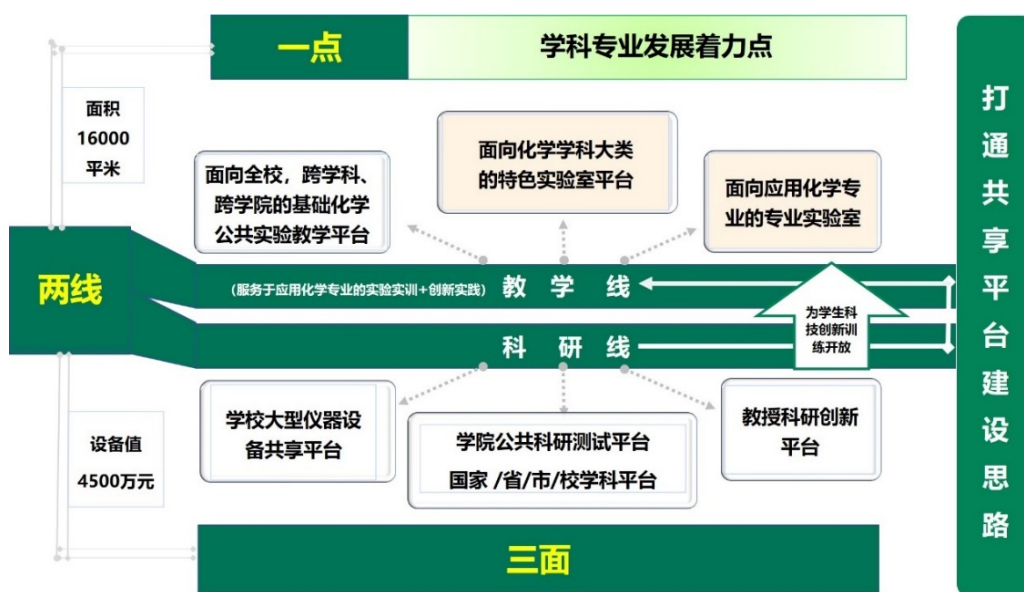 一点
学科专业发展着力点
面积
16000
平米
面向全校，跨学科、
跨学院的基础化学
公共实验教学平台
面向化学学科大类
的特色实验室平台
面向应用化学专
业的专业实验室
两线
（服务于应用化学专业的实验实训+创新实践）教 学 线
科 研 线
为学生科
技创新训
练开放
设备值
4500万元
学校大型仪器设
备共享平台
学院公共科研测试平台
国家 /省/市/校学科平台
教授科研创新
平台
三面
打通共享平台建设思路